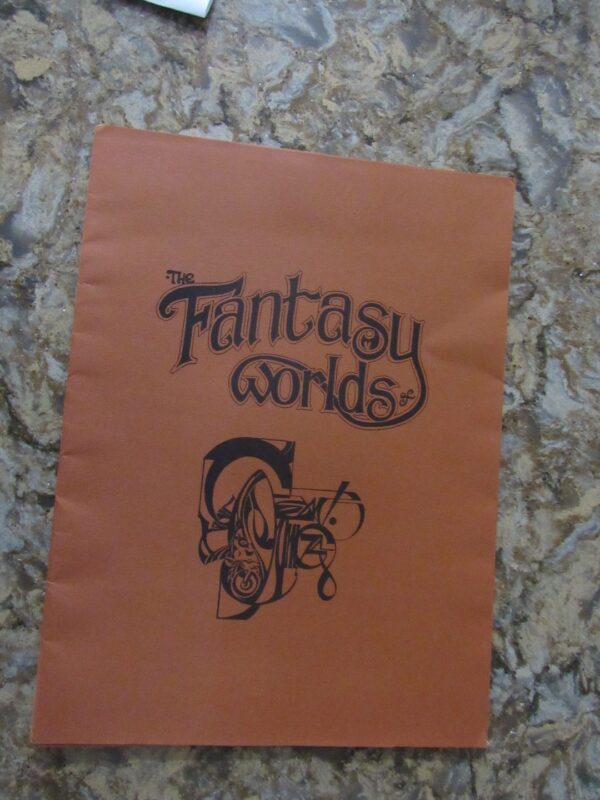 THE
Fantasy
Worlds of